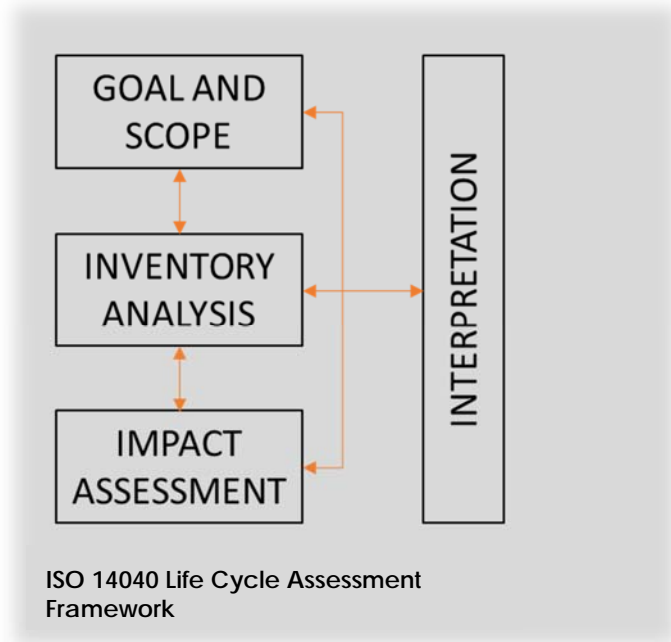 GOAL AND
SCOPE
INVENTORY
ANALYSIS
IMPACT
ASSESSMENT
INTERPRETATION
ISO 14040 Life Cycle Assessment
Framework